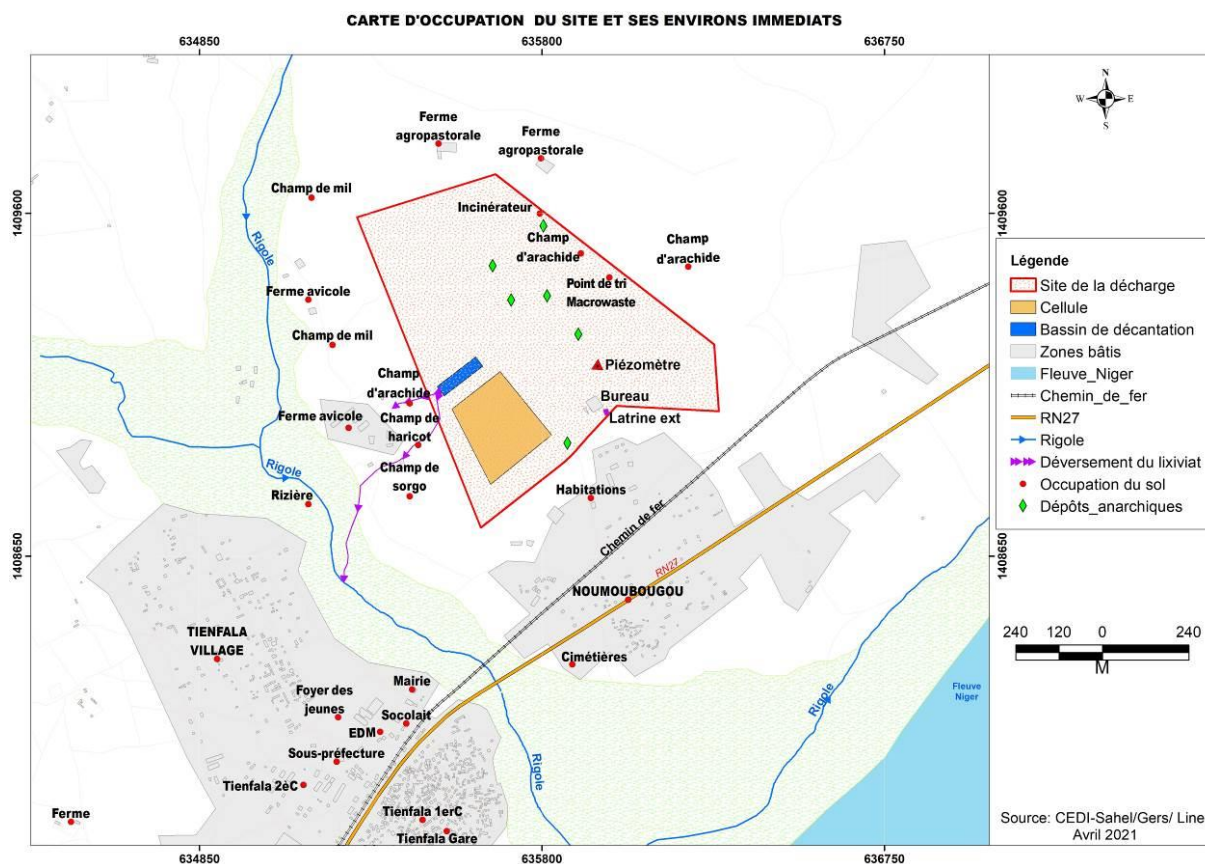 CARTE D'OCCUPATION DU SITE ET SES ENVIRONS IMMEDIATS
634850
635800
636750
N
W
E
S
Ferme
agropastorale
Ferme
agropastorale
Champ de mil
Incinérateur
1409600
1409600
Rigole
Champ
d'arachide
Champ
d'arachide
Point de tri
Macrowaste
Ferme avicole
Champ de mil
Piézomètre
Champ
d'arachide
Bureau
Latrine ext
Ferme avicole
Champ de
haricot
Champ de
sorgo
Rigole
Rizière
Habitations
Chemin de fer
1408650
1408650
RN27
NOUMOUBOUGOU
TIENFALA
VILLAGE
Cimétières
Mairie
Foyer des
jeunes
Socolait
EDM
Sous-préfecture
Tienfala 2èC
Rigole
Rigole
Fleuve
Niger
Ferme
Tienfala 1erC
Tienfala Gare
634850
635800
636750
Légende
Site de la décharge
Cellule
Bassin de décantation
Zones bâtis
Fleuve_Niger
Chemin_de_fer
RN27
Rigole
Déversement du lixiviat
Occupation du sol
Dépôts_anarchiques
240 120 0 240
M
Source: CEDI-Sahel/Gers/ Line
Avril 2021